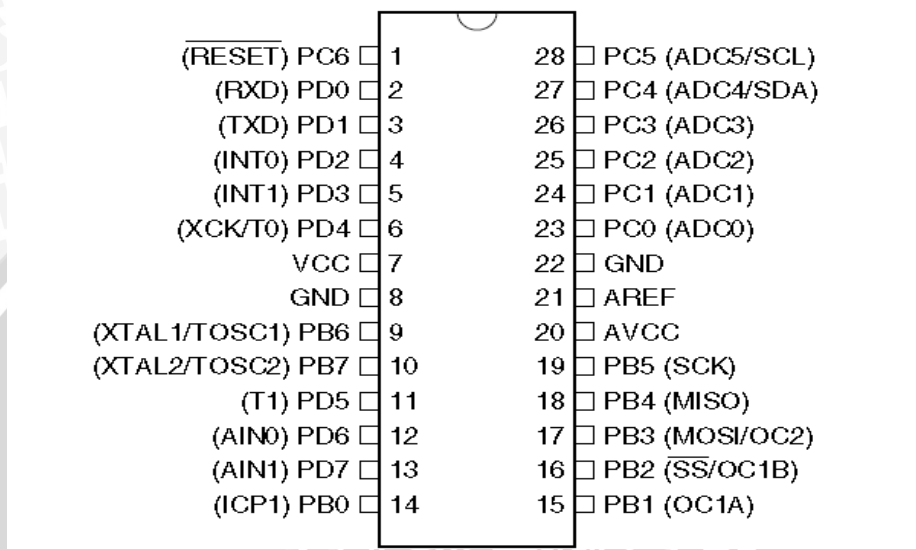 (RESET) PC6 1 28 PC5 (ADC5/SCL)
(RXD) PD0 2 27 PC4 (ADC4/SDA)
(TXD) PD1 3 26 PC3 (ADC3)
(INT0) PD2 4 25 PC2 (ADC2)
(INT1) PD3 5 24 PC1 (ADC1)
(XCK/T0) PD4 6 23 PC0 (ADC0)
VCC 7 22 GND
GND 8 21 AREF
(XTAL1/TOSC1) PB6 9 20 AVCC
(XTAL2/TOSC2) PB7 10 19 PB5 (SCK)
(T1) PD5 11 18 PB4 (MISO)
(AIN0) PD6 12 17 PB3 (MOSI/OC2)
(AIN1) PD7 13 16 PB2 (SS/OC1B)
(ICP1) PB0 14 15 PB1 (OC1A)